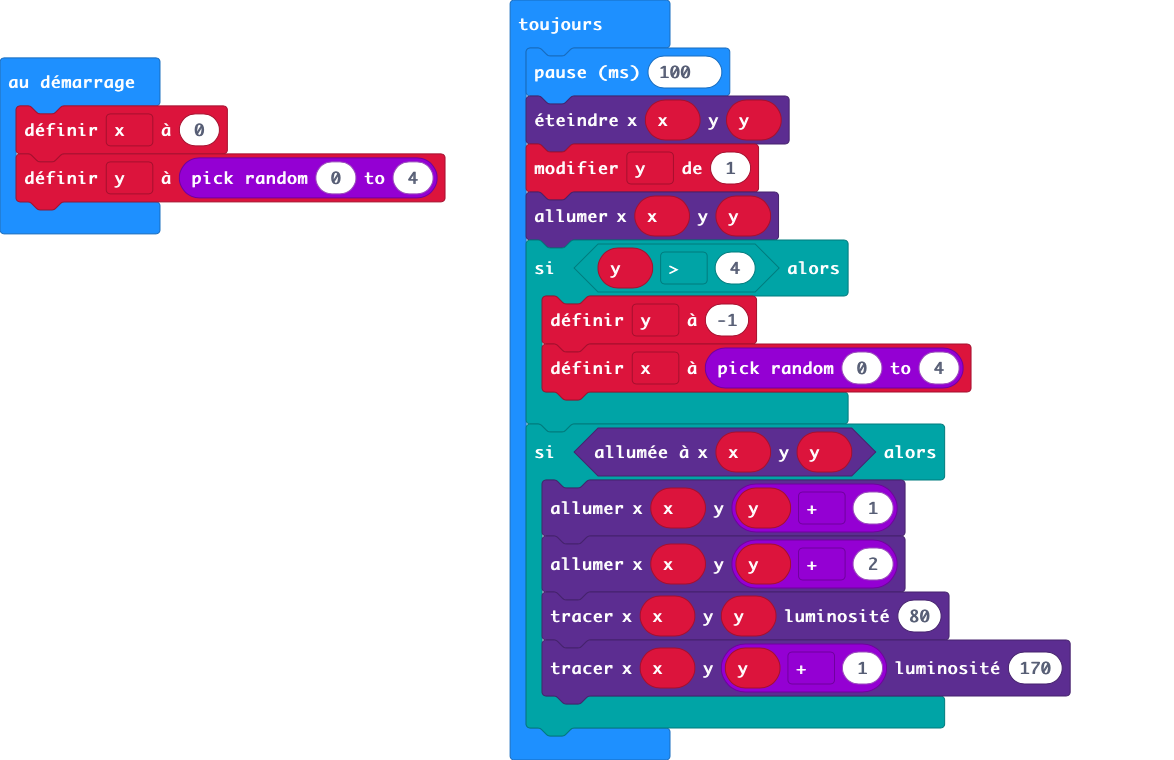 au démarrage
définir x à 0
définir y à pick random 0 to 4
toujours
pause (ms) 100
éteindre x x y y
modifier y de 1
allumer x x y y
si y > 4 alors
définir y à -1
définir x à pick random 0 to 4
si allumée à x x y y alors
allumer x x y y + 1
allumer x x y y + 2
tracer x x y y luminosité 80
tracer x x y y + 1 luminosité 170